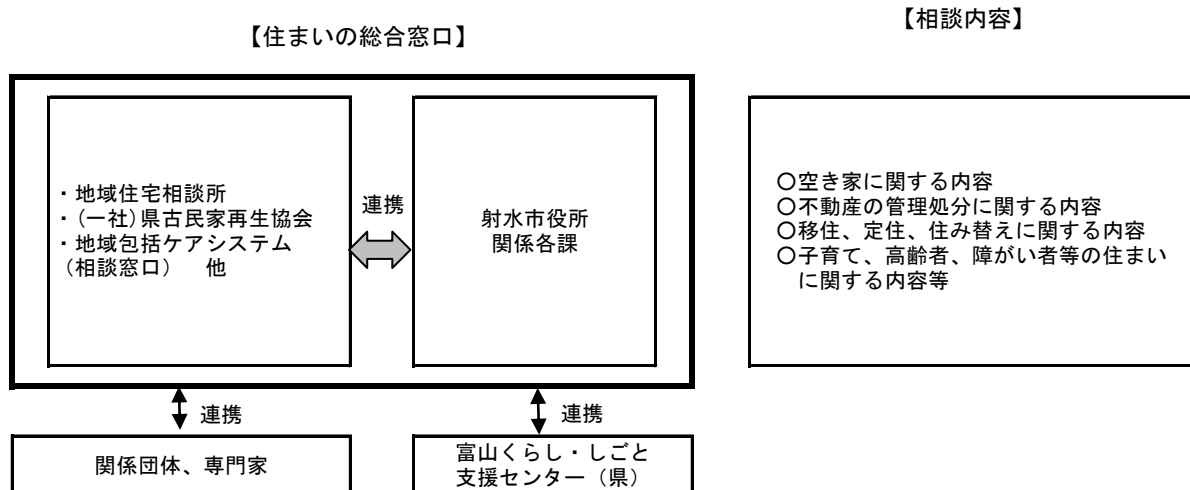 【住まいの総合窓口】
【相談内容】
・地域住宅相談所
・(一社)県古民家再生協会
・地域包括ケアシステム
（相談窓口）　他
連携
射水市役所
関係各課
〇空き家に関する内容
〇不動産の管理処分に関する内容
〇移住、定住、住み替えに関する内容
〇子育て、高齢者、障がい者等の住まい
に関する内容等
連携
連携
関係団体、専門家
富山くらし・しごと
支援センター（県）